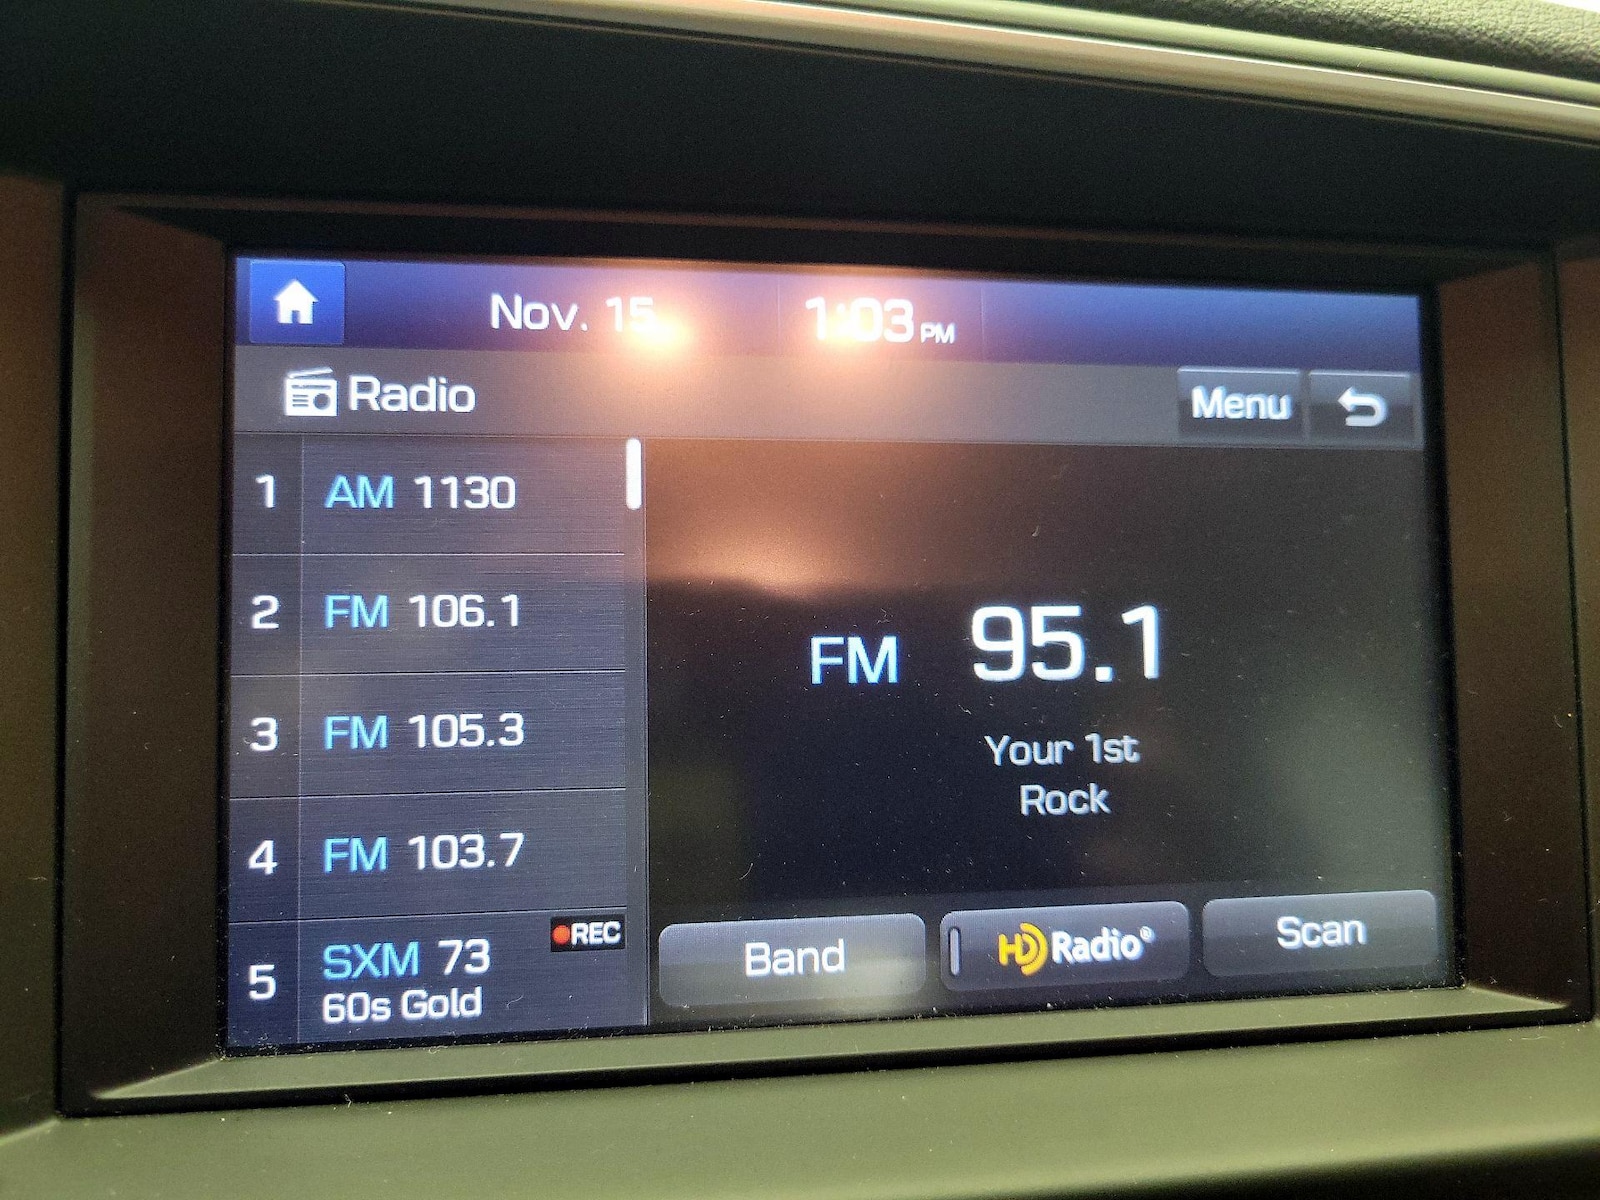 Nov. 15 1:03 PM
Radio
Menu
1 AM 1130
2 FM 106.1
3 FM 105.3
4 FM 103.7
5 SXM 73
60s Gold
REC
FM 95.1
Your 1st
Rock
Band
HD Radio®
Scan